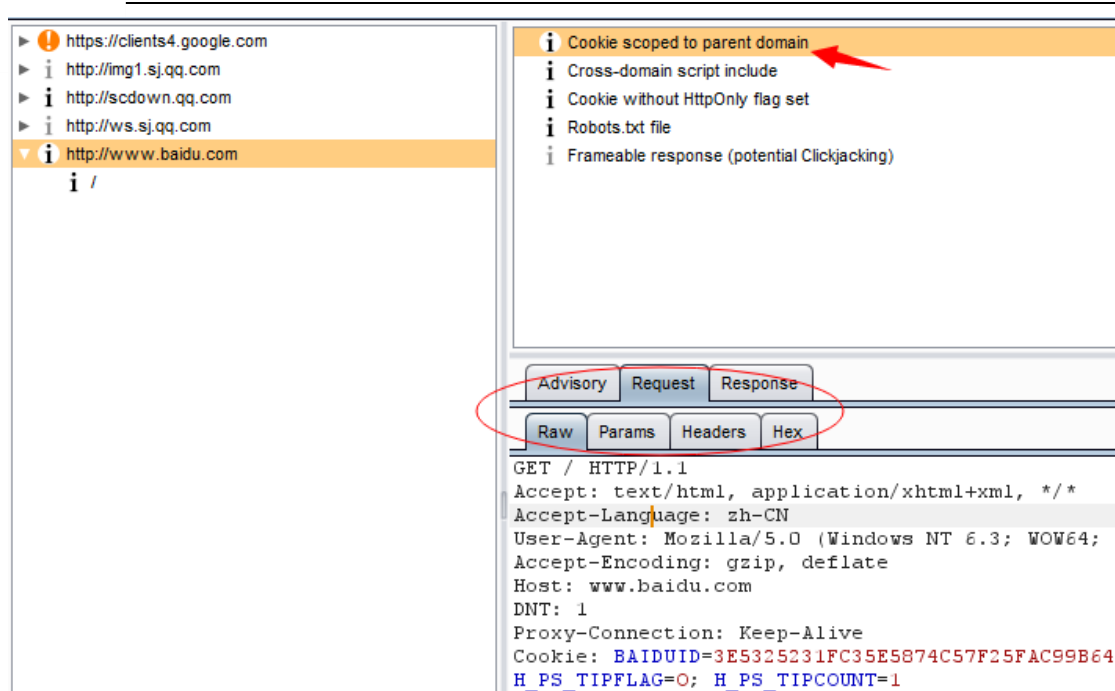 https://clients4.google.com
http://img1.sj.qq.com
http://scdown.qq.com
http://ws.sj.qq.com
http://www.baidu.com
/
Cookie scoped to parent domain
Cross-domain script include
Cookie without HttpOnly flag set
Robots.txt file
Frameable response (potential Clickjacking)
Advisory Request Response
Raw Params Headers Hex
GET / HTTP/1.1
Accept: text/html, application/xhtml+xml, */*
Accept-Language: zh-CN
User-Agent: Mozilla/5.0 (Windows NT 6.3; WOW64;
Accept-Encoding: gzip, deflate
Host: www.baidu.com
DNT: 1
Proxy-Connection: Keep-Alive
Cookie: BAIDUID=3E5325231FC35E5874C57F25FAC99B64
H_PS_TIPFLAG=O; H_PS_TIPCOUNT=1